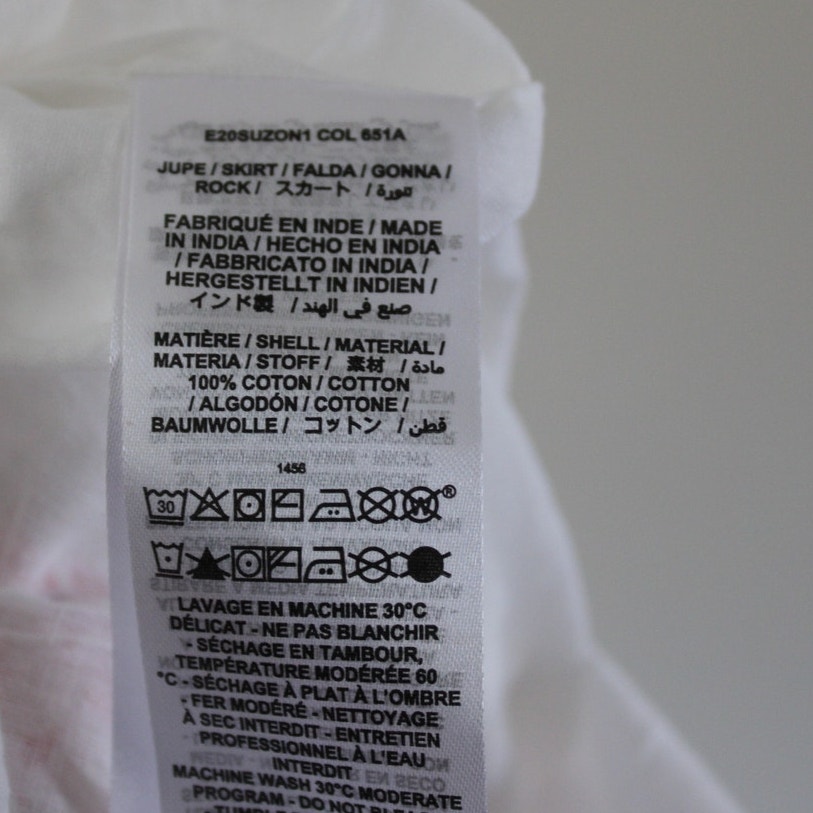 E20SUZON1 COL 651A
JUPE / SKIRT / FALDA / GONNA /
ROCK / スカート / تنورة
FABRIQUÉ EN INDE / MADE
IN INDIA / HECHO EN INDIA
/ FABBRICATO IN INDIA /
HERGESTELLT IN INDIEN /
インド製 / صنع في الهند
MATIÈRE / SHELL / MATERIAL /
MATERIA / STOFF / 素材 / مادة
100% COTON / COTTON
/ ALGODÓN / COTONE /
BAUMWOLLE / コットン / قطن
1456
30 W ®
LAVAGE EN MACHINE 30°C
DÉLICAT - NE PAS BLANCHIR
- SÉCHAGE EN TAMBOUR,
TEMPÉRATURE MODÉRÉE 60
°C - SÉCHAGE À PLAT À L'OMBRE
- FER MODÉRÉ - NETTOYAGE
À SEC INTERDIT - ENTRETIEN
PROFESSIONNEL À L'EAU
INTERDIT
MACHINE WASH 30°C MODERATE
PROGRAM - DO NOT BLEACH